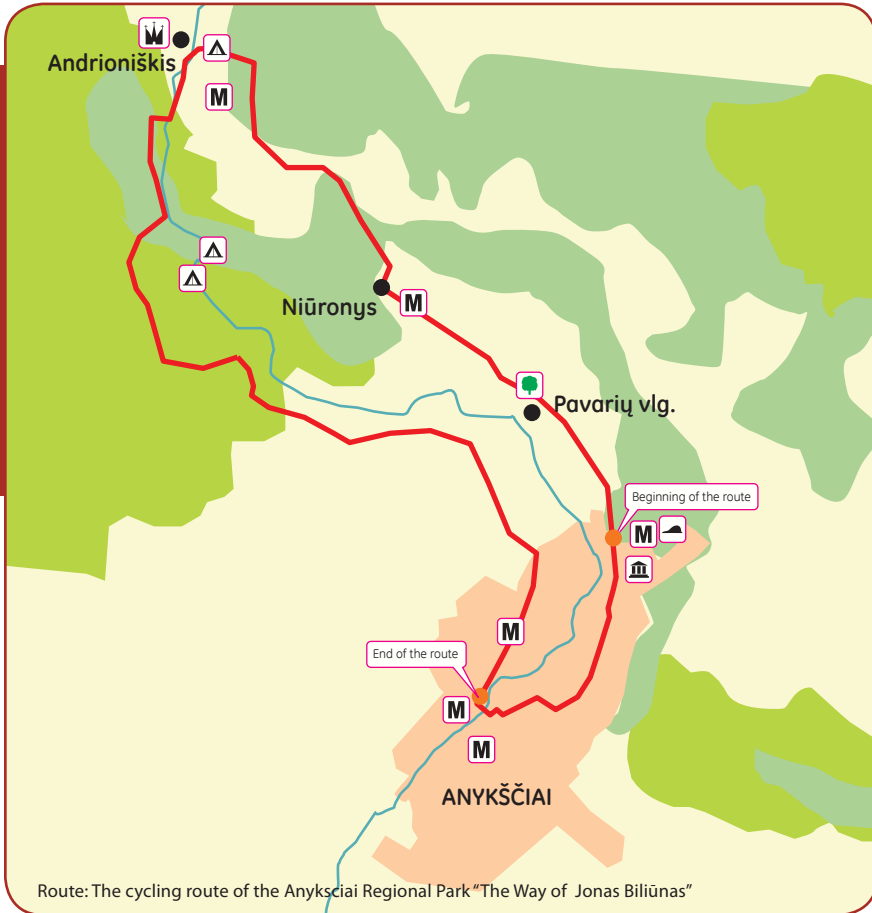 Andrioniškis
M
Niūronys
M
Pavarių vlg.
Beginning of the route
M
M
End of the route
M
M
ANYKŠČIAI
Route: The cycling route of the Anyksciai Regional Park “The Way of Jonas Biliūnas”